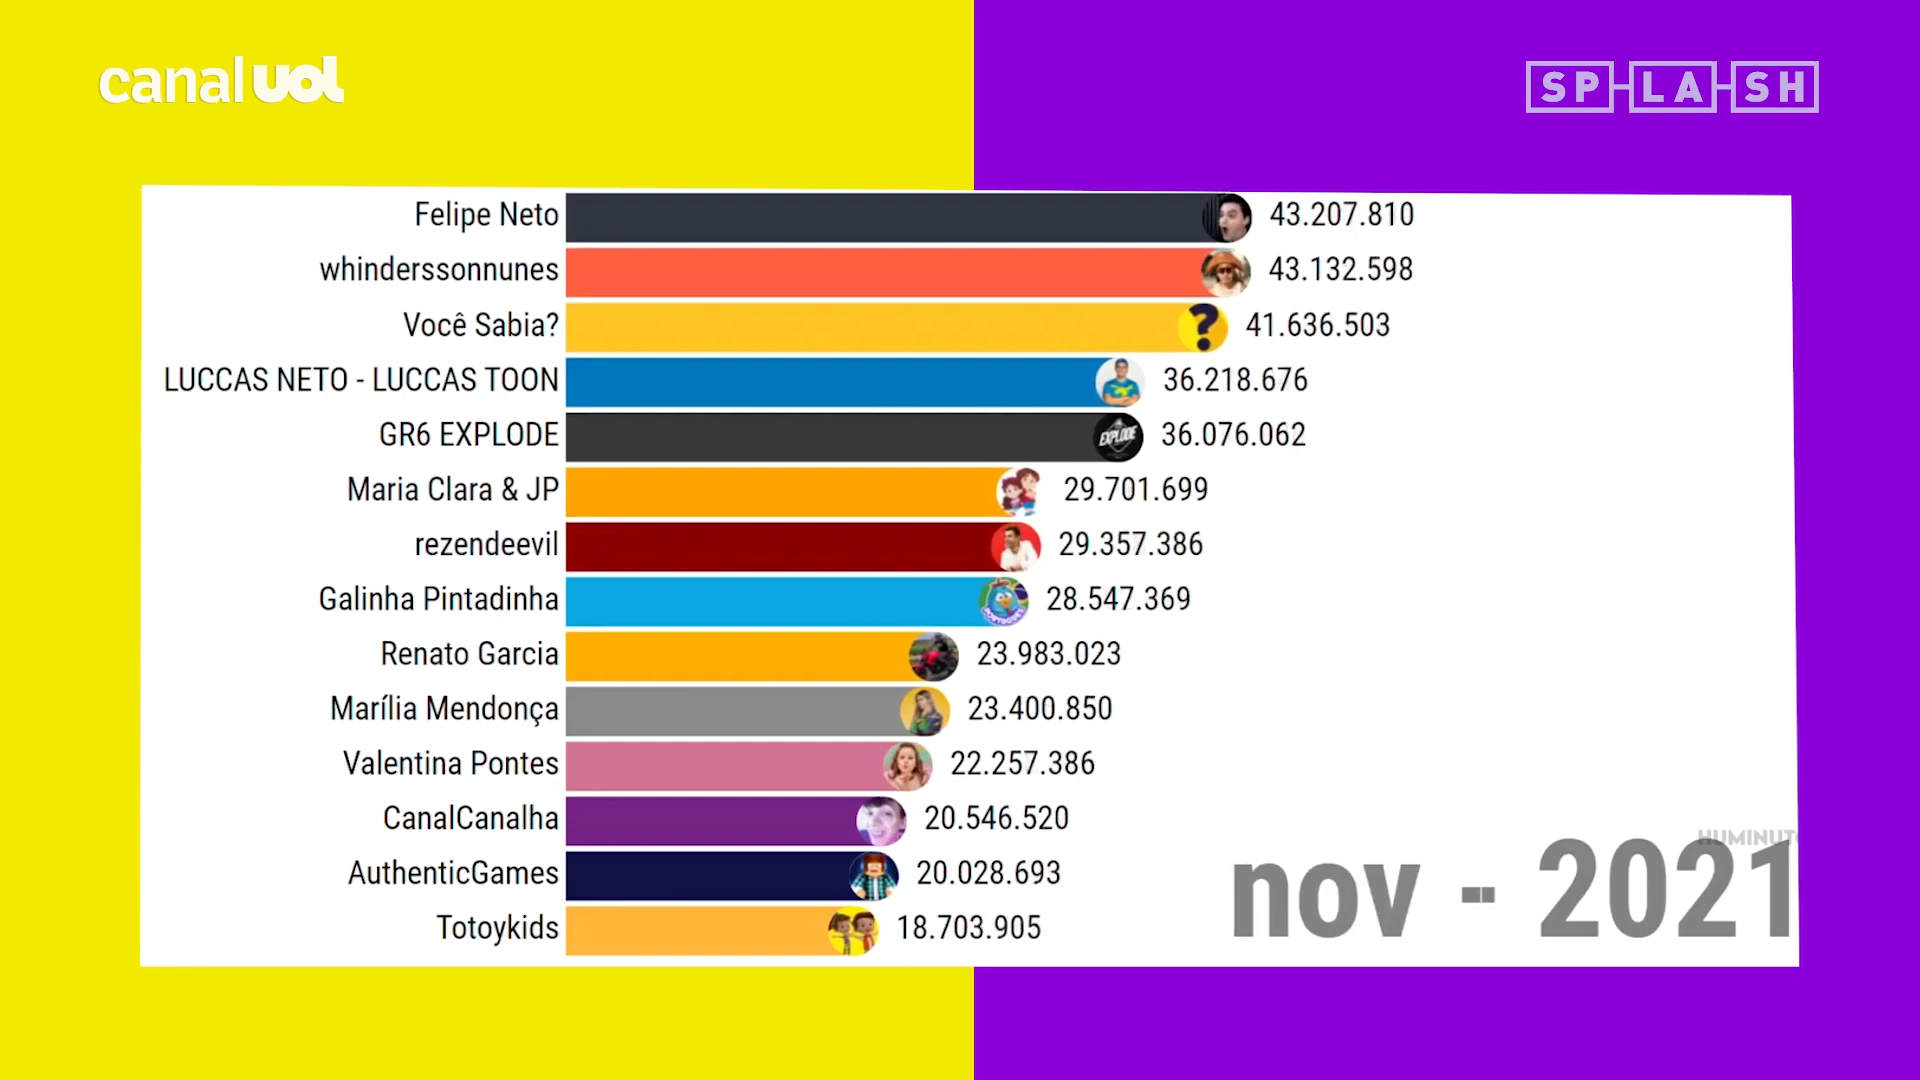 canal uol
SPLASH
Felipe Neto 43.207.810
whinderssonnunes 43.132.598
Você Sabia? 41.636.503
LUCCAS NETO - LUCCAS TOON 36.218.676
GR6 EXPLODE EXPLODE 36.076.062
Maria Clara & JP 29.701.699
rezendeevil 29.357.386
Galinha Pintadinha PORTUGUÊS 28.547.369
Renato Garcia 23.983.023
Marília Mendonça 23.400.850
Valentina Pontes 22.257.386
CanalCanalha 20.546.520
HUMINUTO
AuthenticGames 20.028.693
nov - 2021
Totoykids 18.703.905